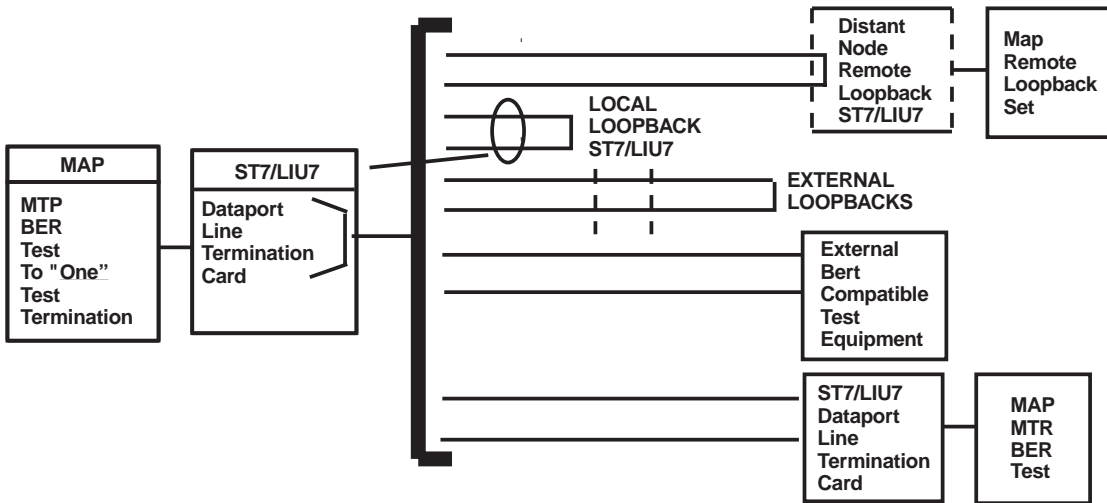 MAP
MTP
BER
Test
To "One”
Test
Termination
ST7/LIU7
Dataport
Line
Termination
Card
Distant
Node
Remote
Loopback
ST7/LIU7
Map
Remote
Loopback
Set
LOCAL
LOOPBACK
ST7/LIU7
EXTERNAL
LOOPBACKS
External
Bert
Compatible
Test
Equipment
ST7/LIU7
Dataport
Line
Termination
Card
MAP
MTR
BER
Test